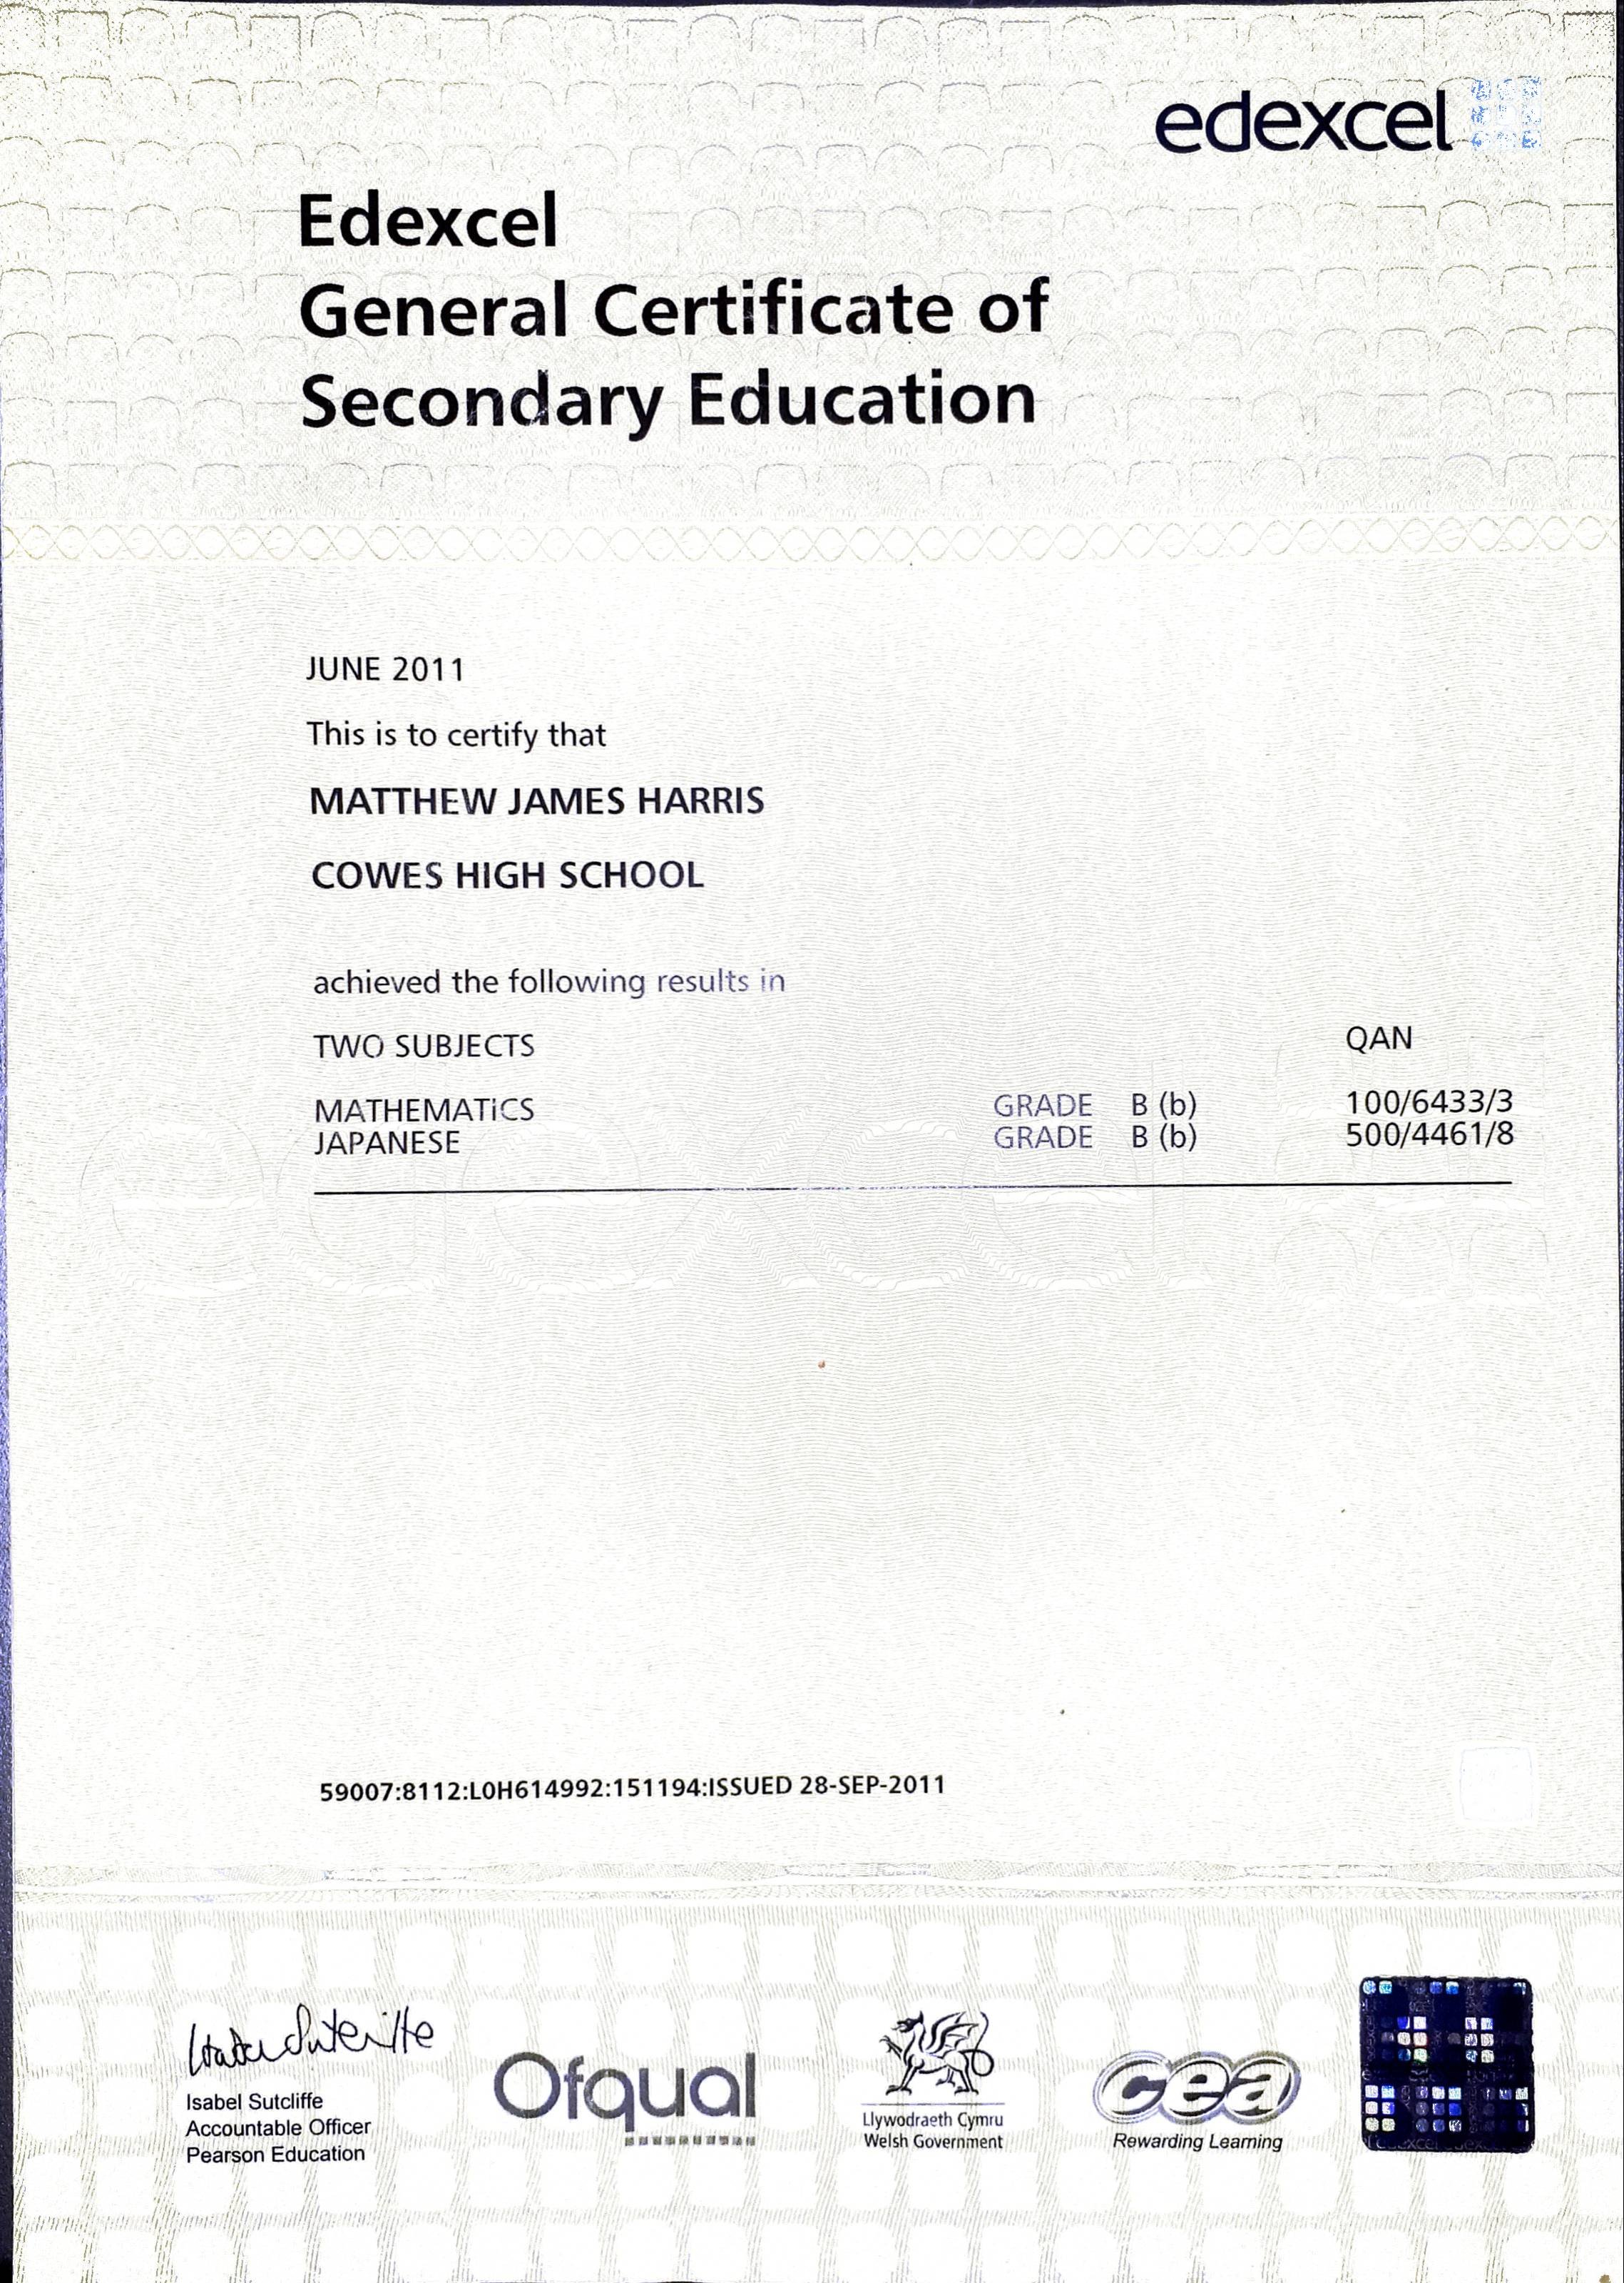 edexcel
Edexcel
General Certificate of
Secondary Education
JUNE 2011
This is to certify that
MATTHEW JAMES HARRIS
COWES HIGH SCHOOL
achieved the following results in
TWO SUBJECTS QAN
MATHEMATICS GRADE B (b) 100/6433/3
JAPANESE GRADE B (b) 500/4461/8
59007:8112:L0H614992:151194:ISSUED 28-SEP-2011
Isabel Sutcliffe
Accountable Officer
Pearson Education
Ofqual
Llywodraeth Cymru
Welsh Government
cea
Rewarding Learning